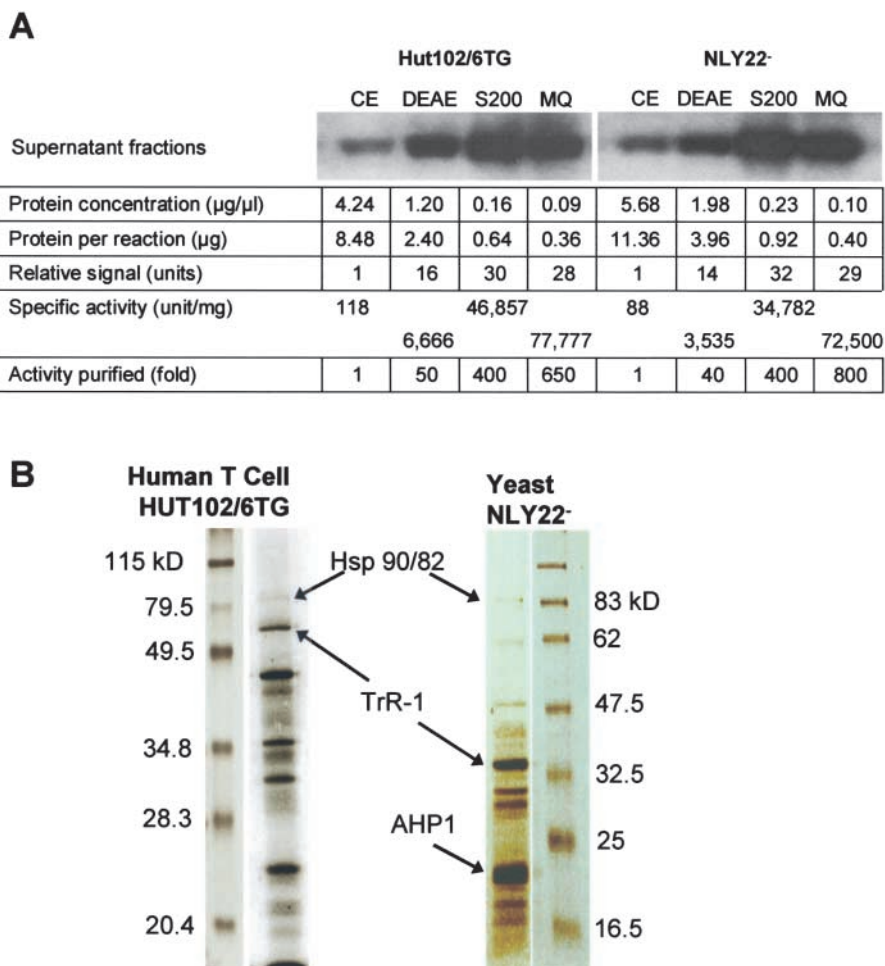 A
Hut102/6TG NLY22-
CE DEAE S200 MQ CE DEAE S200 MQ
Supernatant fractions
Protein concentration (µg/µl) 4.24 1.20 0.16 0.09 5.68 1.98 0.23 0.10
Protein per reaction (µg) 8.48 2.40 0.64 0.36 11.36 3.96 0.92 0.40
Relative signal (units) 1 16 30 28 1 14 32 29
Specific activity (unit/mg) 118 46,857 88 34,782
6,666 77,777 3,535 72,500
Activity purified (fold) 1 50 400 650 1 40 400 800
B
Human T Cell Yeast
HUT102/6TG NLY22-
115 kD Hsp 90/82
79.5 83 kD
62
49.5
TrR-1 47.5
34.8
32.5
28.3
AHP1 25
20.4 16.5